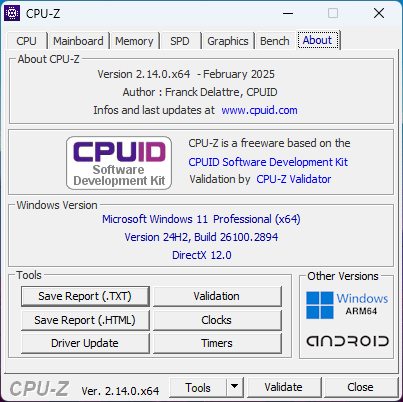 CPU-Z
CPU Mainboard Memory SPD Graphics Bench About
About CPU-Z
Version 2.14.0.x64 - February 2025
Author : Franck Delattre, CPUID
Infos and last updates at www.cpuid.com
CPUID
Software
Development Kit
CPU-Z is a freeware based on the
CPUID Software Development Kit
Validation by CPU-Z Validator
Windows Version
Microsoft Windows 11 Professional (x64)
Version 24H2, Build 26100.2894
DirectX 12.0
Tools
Save Report (.TXT) Validation
Save Report (.HTML) Clocks
Driver Update Timers
Other Versions
Windows
ARM64
ANDROID
CPU-Z Ver. 2.14.0.x64 Tools Validate Close